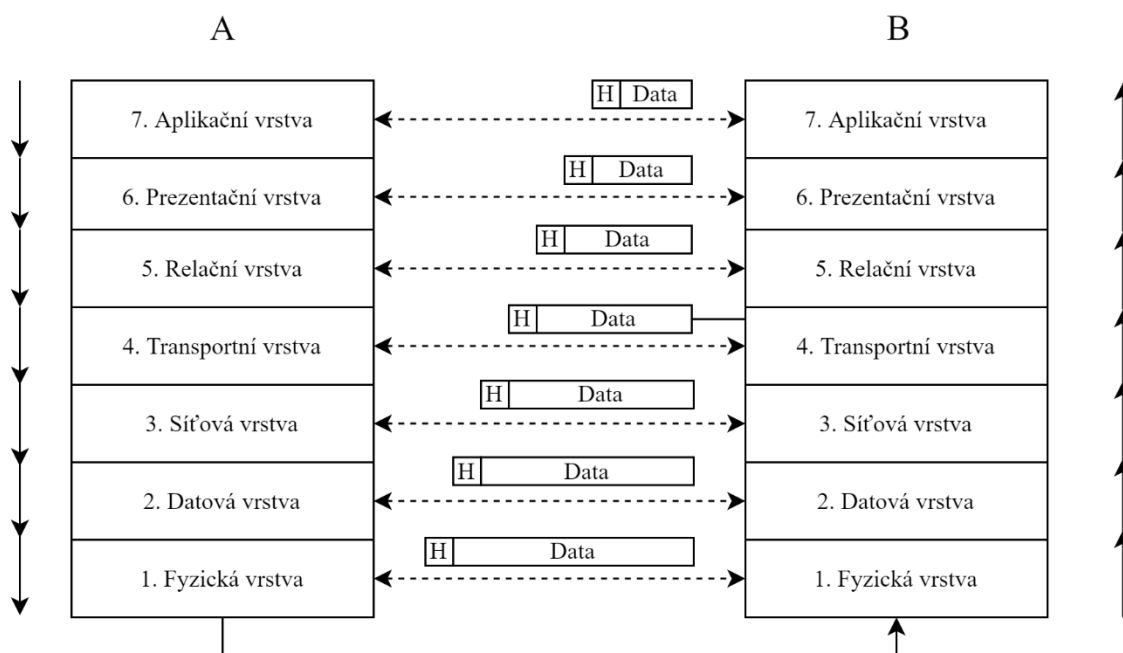 A B
H Data
7. Aplikační vrstva 7. Aplikační vrstva
H Data
6. Prezentační vrstva 6. Prezentační vrstva
H Data
5. Relační vrstva 5. Relační vrstva
H Data
4. Transportní vrstva 4. Transportní vrstva
H Data
3. Síťová vrstva 3. Síťová vrstva
H Data
2. Datová vrstva 2. Datová vrstva
H Data
1. Fyzická vrstva 1. Fyzická vrstva